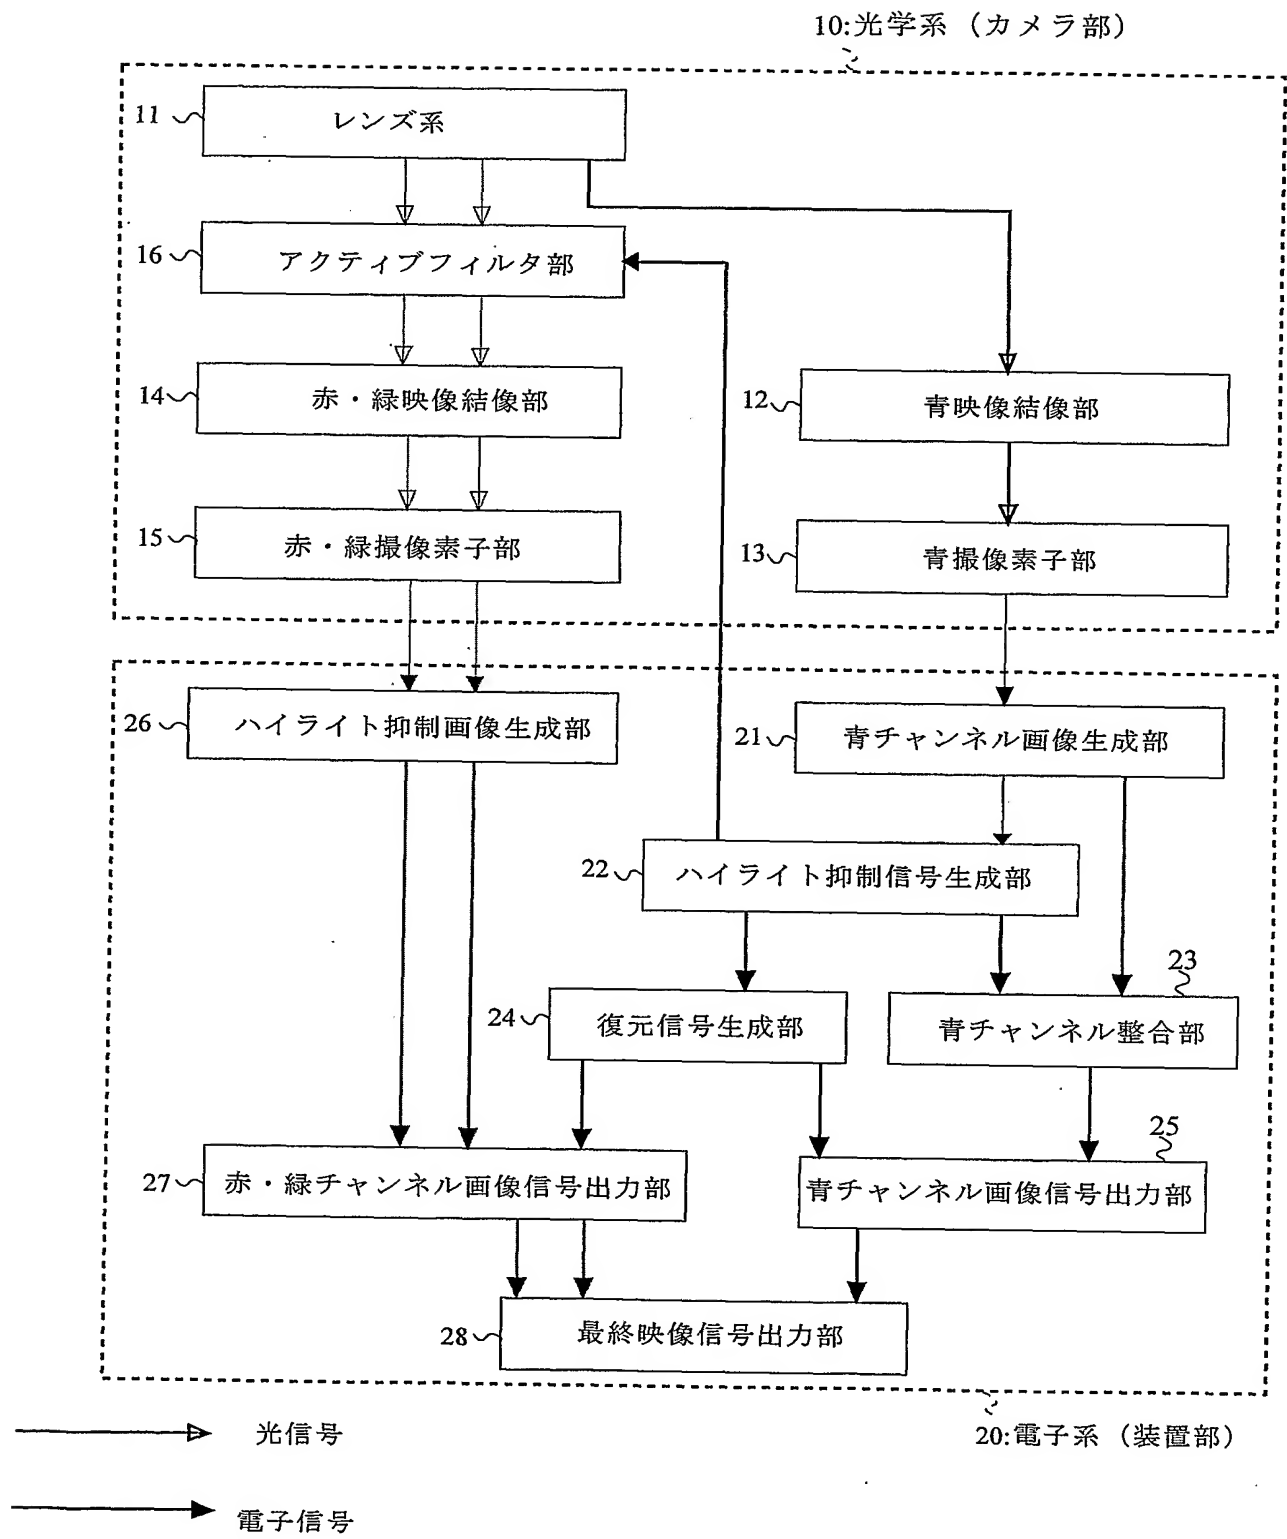 10:光学系（カメラ部）
11
レンズ系
16
アクティブフィルタ部
14
赤・緑映像結像部
12
青映像結像部
15
赤・緑撮像素子部
13
青撮像素子部
26
ハイライト抑制画像生成部
21
青チャンネル画像生成部
22
ハイライト抑制信号生成部
23
24
復元信号生成部
青チャンネル整合部
25
27
赤・緑チャンネル画像信号出力部
青チャンネル画像信号出力部
28
最終映像信号出力部
光信号
20:電子系（装置部）
電子信号